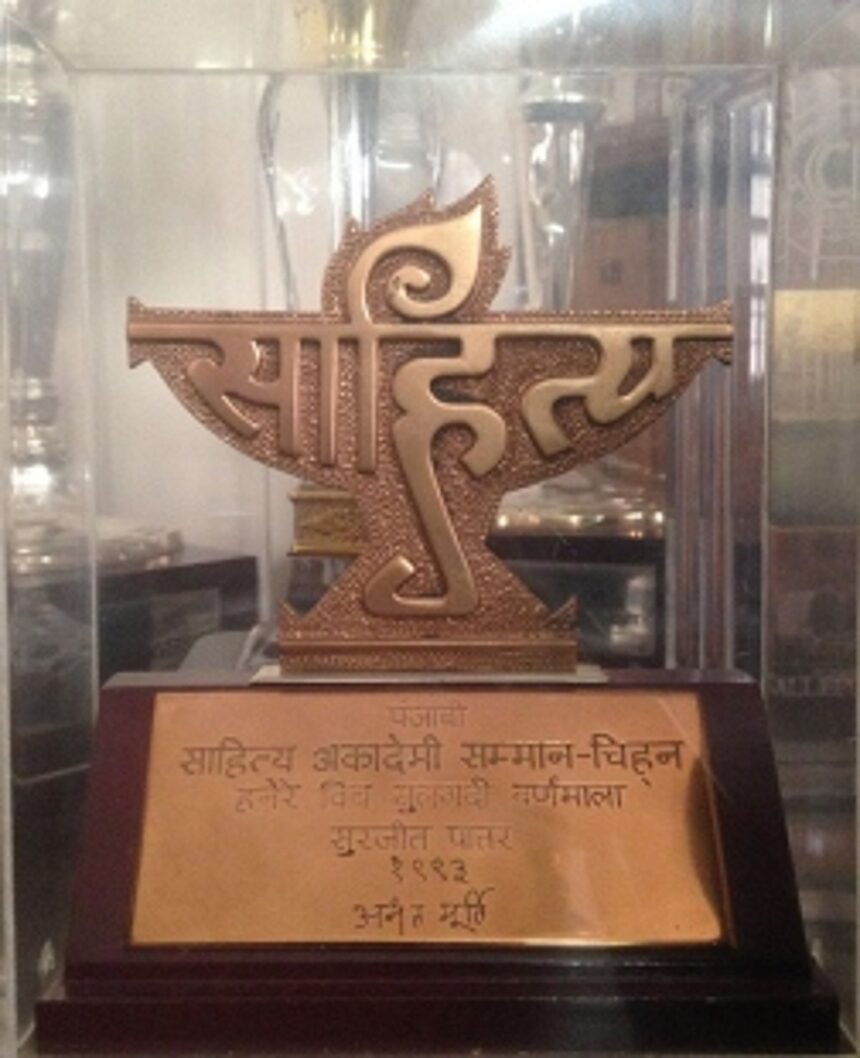 साहित्य
पंजाबी
साहित्य अकादेमी सम्मान-चिह्न
हनेरे विच सुलगदी वर्णमाला
सुरजीत पातर
१९९३
अनंत मूर्ति